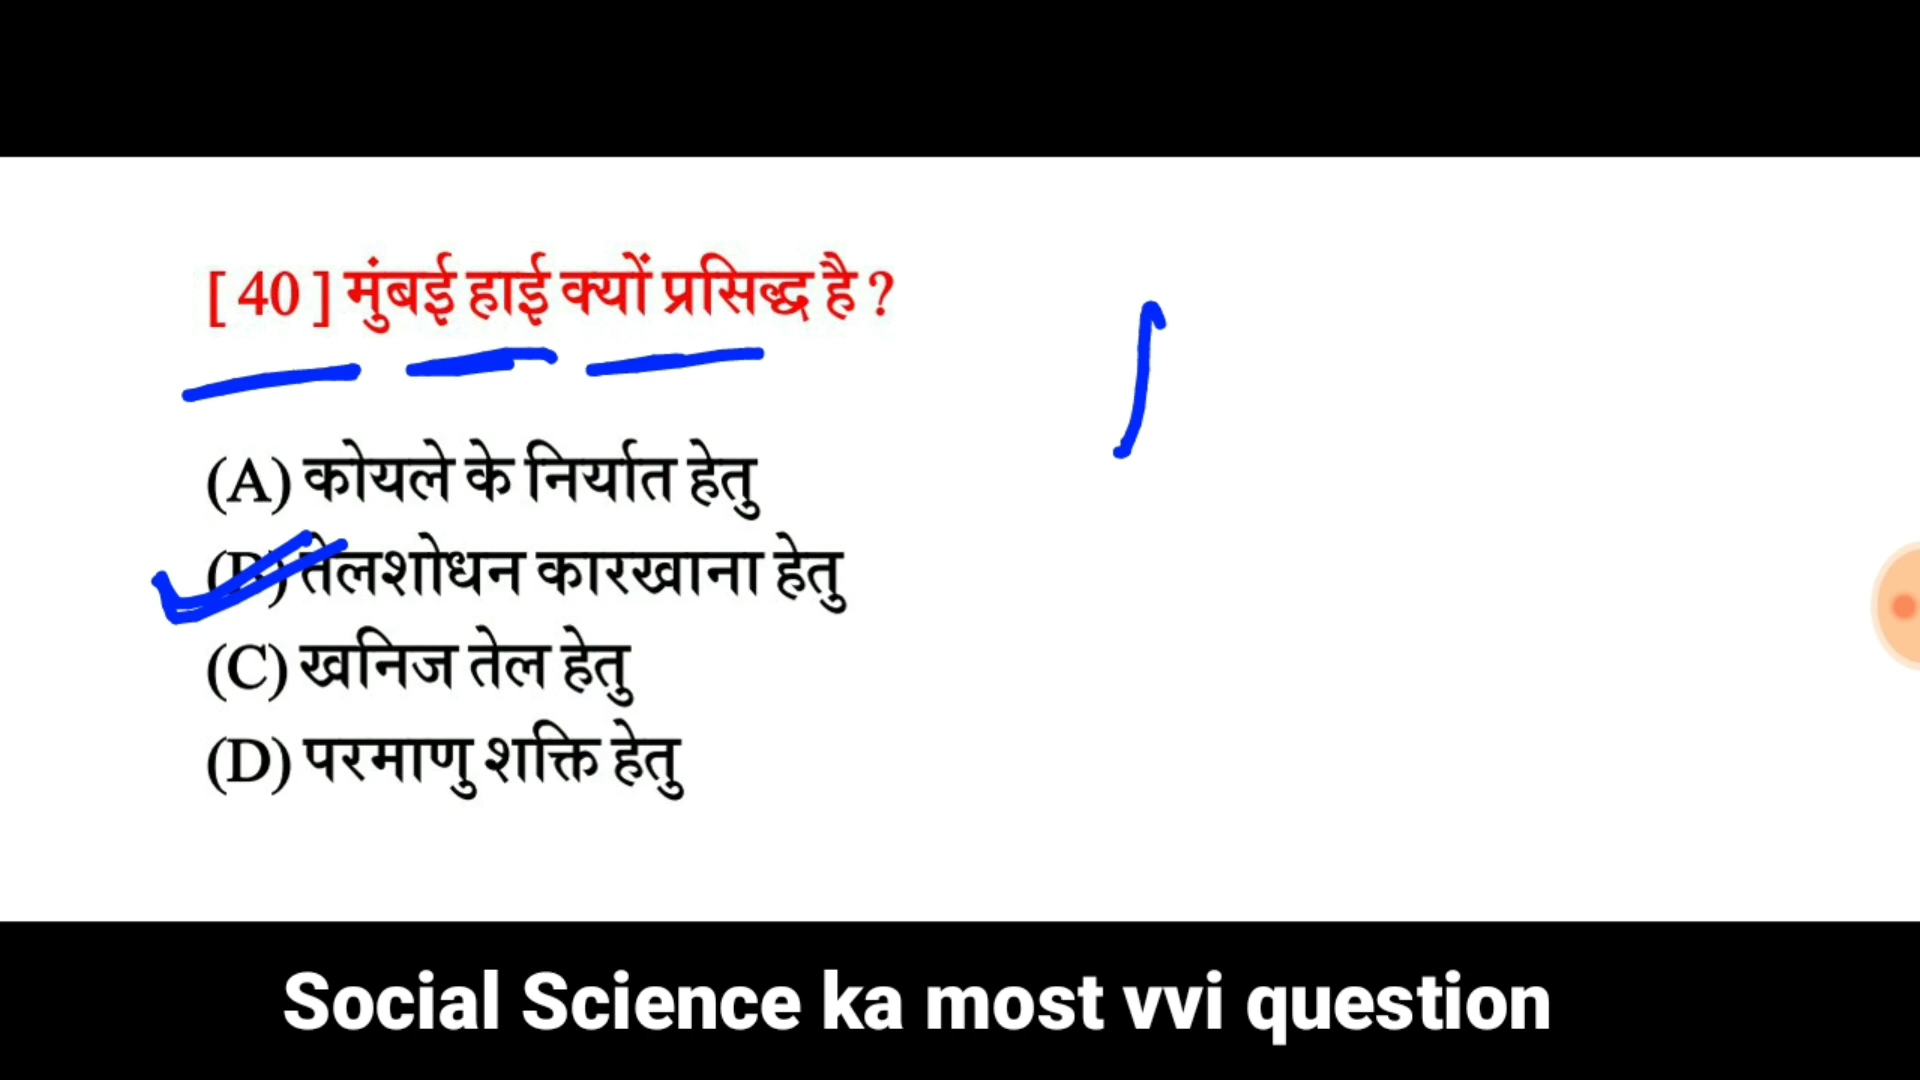 [ 40 ] मुंबई हाई क्यों प्रसिद्ध है ?
(A) कोयले के निर्यात हेतु
(B) तेलशोधन कारखाना हेतु
(C) खनिज तेल हेतु
(D) परमाणु शक्ति हेतु
Social Science ka most vvi question